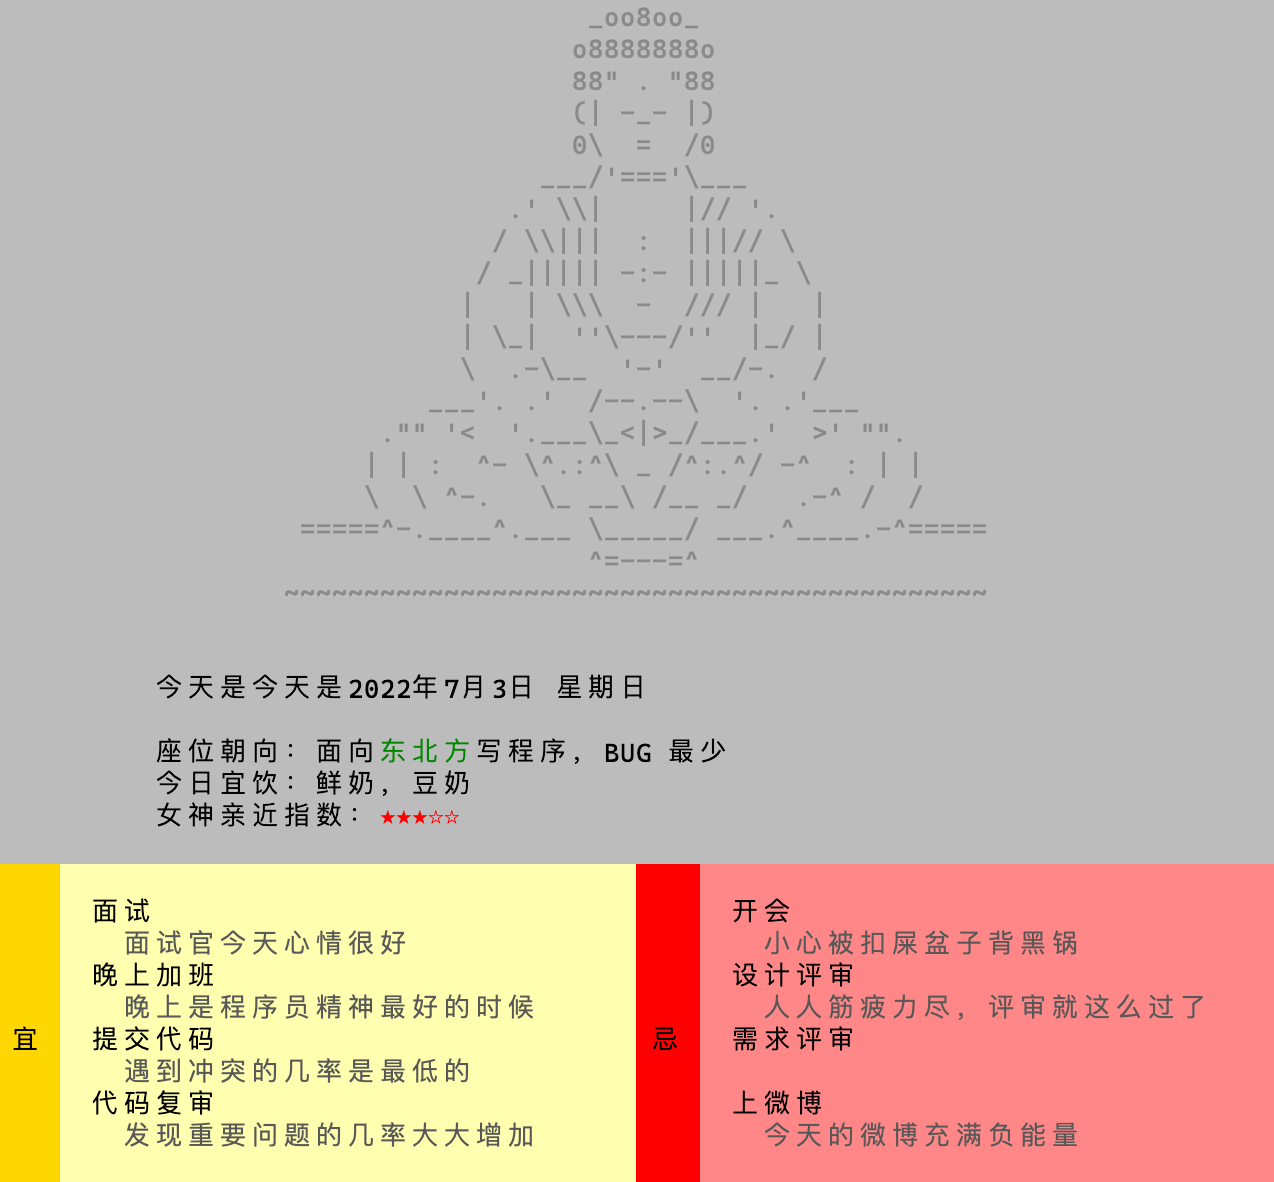 _oo8oo_
o8888888o
88" . "88
(| -_- |)
0\  =  /0
___/'==='\___
.' \\|     |// '.
/ \\|||  :  |||// \
/ _||||| -:- |||||_ \
|   | \\\  -  /// |   |
| \_|  ''\---/''  |_/ |
\  .-\__  '-'  __/-.  /
___'. .'  /--.--\  '. .'___
."" '<  '.___\_<|>_/___.'  >' "".
| | :  ^- \^.:^\ _ /^:.^/ -^  : | |
\  \ ^-.   \_ __\ /__ _/   .-^ /  /
=====^-.____^.___ \_____/ ___.^____.-^=====
^=---=^
~~~~~~~~~~~~~~~~~~~~~~~~~~~~~~~~~~~~~~~~~~~~
今天是今天是2022年7月3日 星期日
座位朝向：面向东北方写程序，BUG 最少
今日宜饮：鲜奶，豆奶
女神亲近指数：★★★☆☆
宜
面试
面试官今天心情很好
晚上加班
晚上是程序员精神最好的时候
提交代码
遇到冲突的几率是最低的
代码复审
发现重要问题的几率大大增加
忌
开会
小心被扣屎盆子背黑锅
设计评审
人人筋疲力尽，评审就这么过了
需求评审
上微博
今天的微博充满负能量